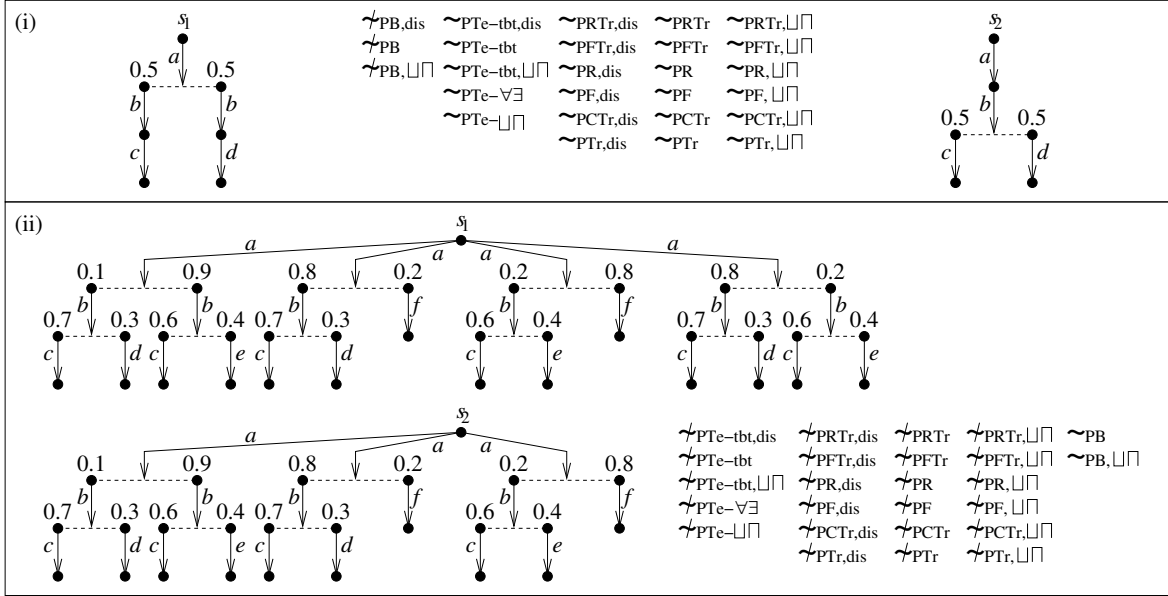 (i) s1 ≁PB,dis ∼PTe−tbt,dis ∼PRTr,dis ∼PRTr ∼PRTr,⊔⊓ s2
a ≁PB ∼PTe−tbt ∼PFTr,dis ∼PFTr ∼PFTr,⊔⊓ a
0.5 0.5 ≁PB,⊔⊓ ∼PTe−tbt,⊔⊓ ∼PR,dis ∼PR ∼PR,⊔⊓
b b ∼PTe−∀∃ ∼PF,dis ∼PF ∼PF,⊔⊓ b
∼PTe−⊔⊓ ∼PCTr,dis ∼PCTr ∼PCTr,⊔⊓ 0.5 0.5
c d ∼PTr,dis ∼PTr ∼PTr,⊔⊓ c d
(ii) s1
a a a a
0.1 0.9 0.8 0.2 0.2 0.8 0.8 0.2
b b b f b f b b
0.7 0.3 0.6 0.4 0.7 0.3 0.6 0.4 0.7 0.3 0.6 0.4
c d c e c d c e c d c e
s2
a a a
≁PTe−tbt,dis ≁PRTr,dis ≁PRTr ≁PRTr,⊔⊓ ∼PB
0.1 0.9 0.8 0.2 0.2 0.8 ≁PTe−tbt ≁PFTr,dis ≁PFTr ≁PFTr,⊔⊓ ∼PB,⊔⊓
b b b f b f ≁PTe−tbt,⊔⊓ ≁PR,dis ≁PR ≁PR,⊔⊓
0.7 0.3 0.6 0.4 0.7 0.3 0.6 0.4 ≁PTe−∀∃ ≁PF,dis ≁PF ≁PF,⊔⊓
≁PTe−⊔⊓ ≁PCTr,dis ≁PCTr ≁PCTr,⊔⊓
c d c e c d c e ≁PTr,dis ≁PTr ≁PTr,⊔⊓